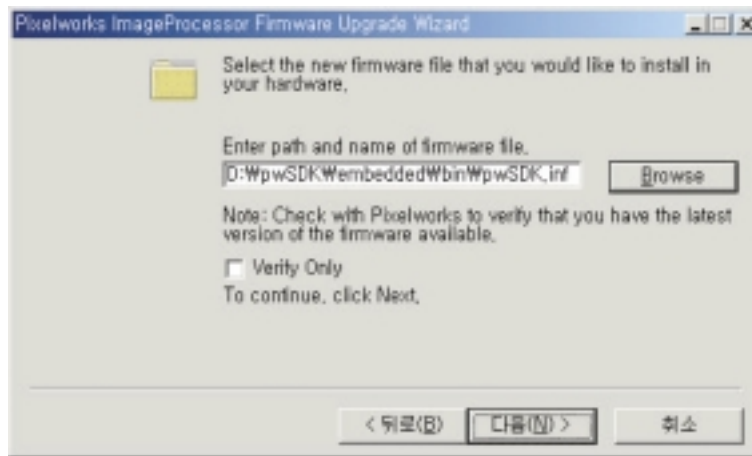 Pixelworks ImageProcessor Firmware Upgrade Wizard
Select the new firmware file that you would like to install in
your hardware.
Enter path and name of firmware file.
D:₩pwSDK₩embedded₩bin₩pwSDK.inf
Browse
Note: Check with Pixelworks to verify that you have the latest
version of the firmware available.
Verify Only
To continue, click Next.
< 뒤로(B)
다음(N) >
취소